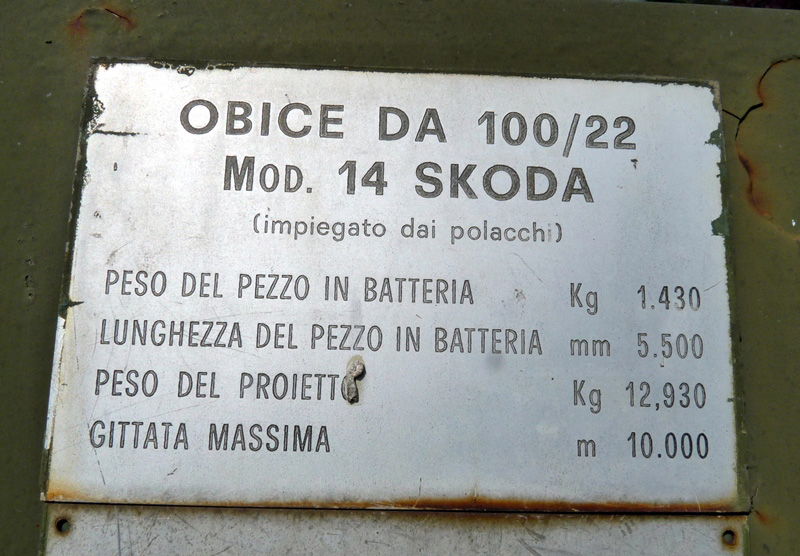 OBICE DA 100/22
MOD. 14 SKODA
(impiegato dai polacchi)
PESO DEL PEZZO IN BATTERIA Kg 1.430
LUNGHEZZA DEL PEZZO IN BATTERIA mm 5.500
PESO DEL PROIETTO Kg 12,930
GITTATA MASSIMA m 10.000